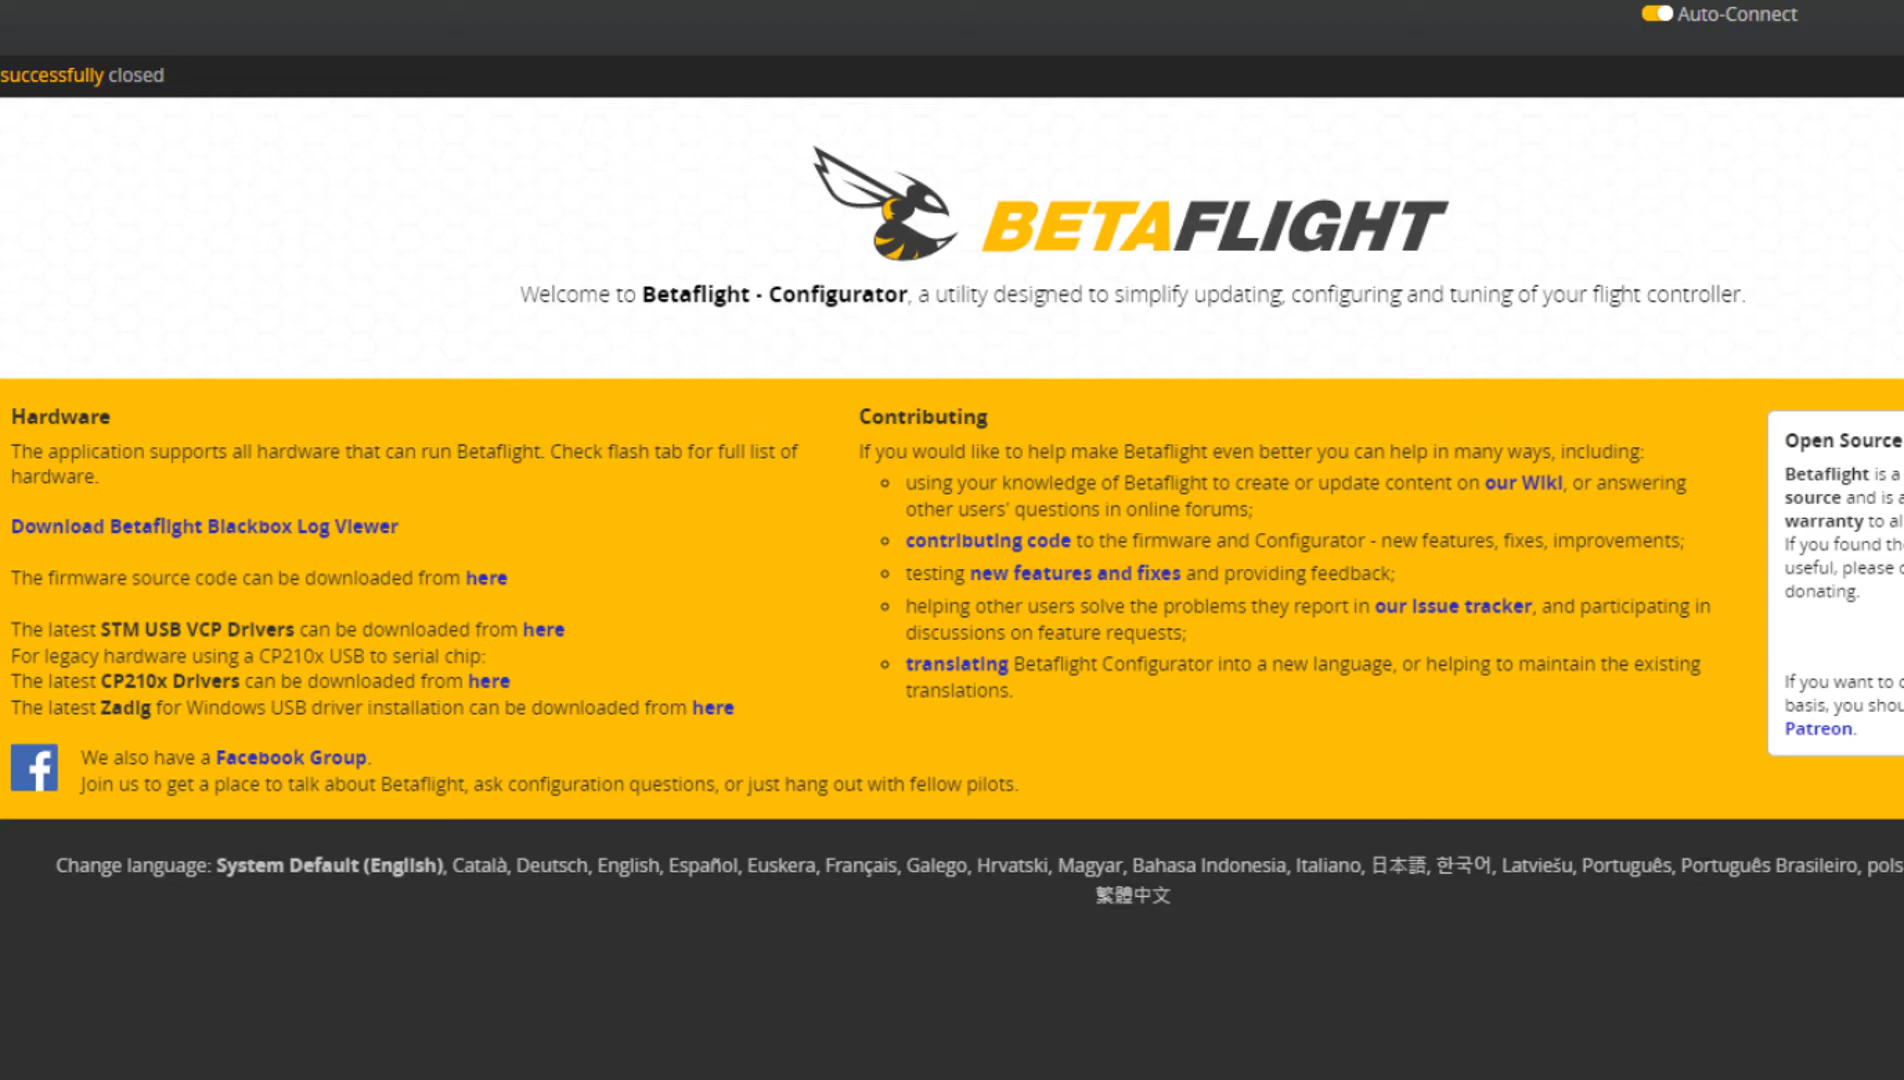 Auto-Connect
successfully closed
BETAFLIGHT
Welcome to Betaflight - Configurator, a utility designed to simplify updating, configuring and tuning of your flight controller.
Hardware
The application supports all hardware that can run Betaflight. Check flash tab for full list of
hardware.
Download Betaflight Blackbox Log Viewer
The firmware source code can be downloaded from here
The latest STM USB VCP Drivers can be downloaded from here
For legacy hardware using a CP210x USB to serial chip:
The latest CP210x Drivers can be downloaded from here
The latest Zadig for Windows USB driver installation can be downloaded from here
We also have a Facebook Group.
Join us to get a place to talk about Betaflight, ask configuration questions, or just hang out with fellow pilots.
Contributing
If you would like to help make Betaflight even better you can help in many ways, including:
using your knowledge of Betaflight to create or update content on our Wiki, or answering
other users' questions in online forums;
contributing code to the firmware and Configurator - new features, fixes, improvements;
testing new features and fixes and providing feedback;
helping other users solve the problems they report in our issue tracker, and participating in
discussions on feature requests;
translating Betaflight Configurator into a new language, or helping to maintain the existing
translations.
Open Source
Betaflight is a
source and is
warranty to
If you found
useful, please
donating.
If you want to
basis, you
Patreon.
Change language: System Default (English), Català, Deutsch, English, Español, Euskera, Français, Galego, Hrvatski, Magyar, Bahasa Indonesia, Italiano, 日本語, 한국어, Latviešu, Português, Português Brasileiro,
繁體中文